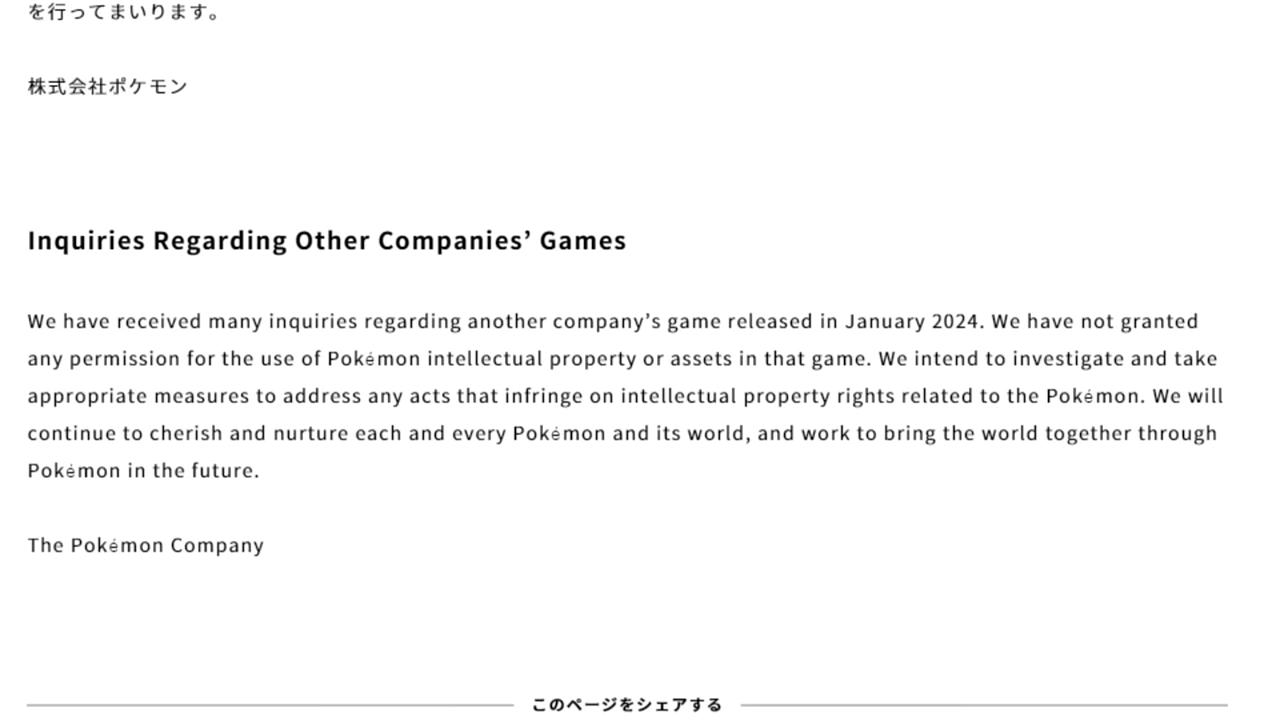 を行ってまいります。
株式会社ポケモン
Inquiries Regarding Other Companies’ Games
We have received many inquiries regarding another company’s game released in January 2024. We have not granted
any permission for the use of Pokémon intellectual property or assets in that game. We intend to investigate and take
appropriate measures to address any acts that infringe on intellectual property rights related to the Pokémon. We will
continue to cherish and nurture each and every Pokémon and its world, and work to bring the world together through
Pokémon in the future.
The Pokémon Company
このページをシェアする